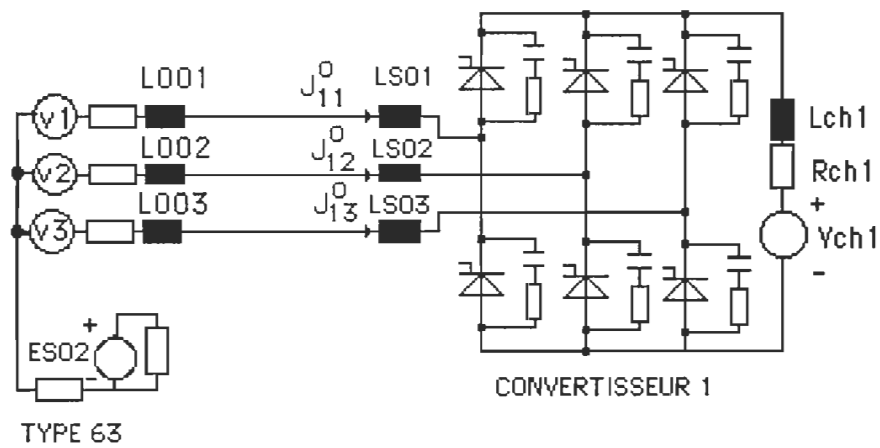 L001
J⁰₁₁
LS01
v1
L002
J⁰₁₂
LS02
v2
L003
J⁰₁₃
LS03
v3
Lch1
Rch1
+
Vch1
-
+
ES02
-
CONVERTISSEUR 1
TYPE 63